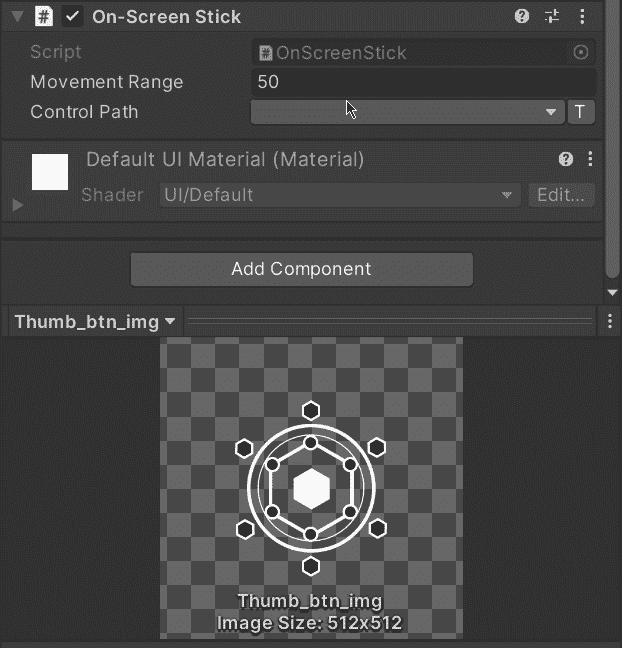 On-Screen Stick
Script OnScreenStick
Movement Range 50
Control Path T
Default UI Material (Material)
Shader UI/Default Edit...
Add Component
Thumb_btn_img
Thumb_btn_img
Image Size: 512x512